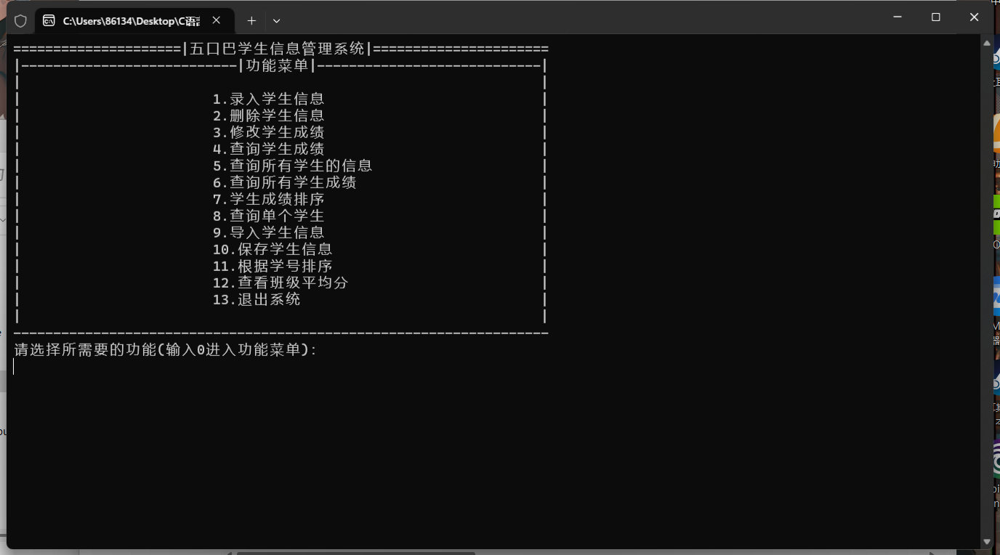 C:\Users\86134\Desktop\C语言
=====================|五口巴学生信息管理系统|======================
|---------------------------|功能菜单|----------------------------|
1.录入学生信息
2.删除学生信息
3.修改学生成绩
4.查询学生成绩
5.查询所有学生的信息
6.查询所有学生成绩
7.学生成绩排序
8.查询单个学生
9.导入学生信息
10.保存学生信息
11.根据学号排序
12.查看班级平均分
13.退出系统
-------------------------------------------------------------------
请选择所需要的功能(输入0进入功能菜单):